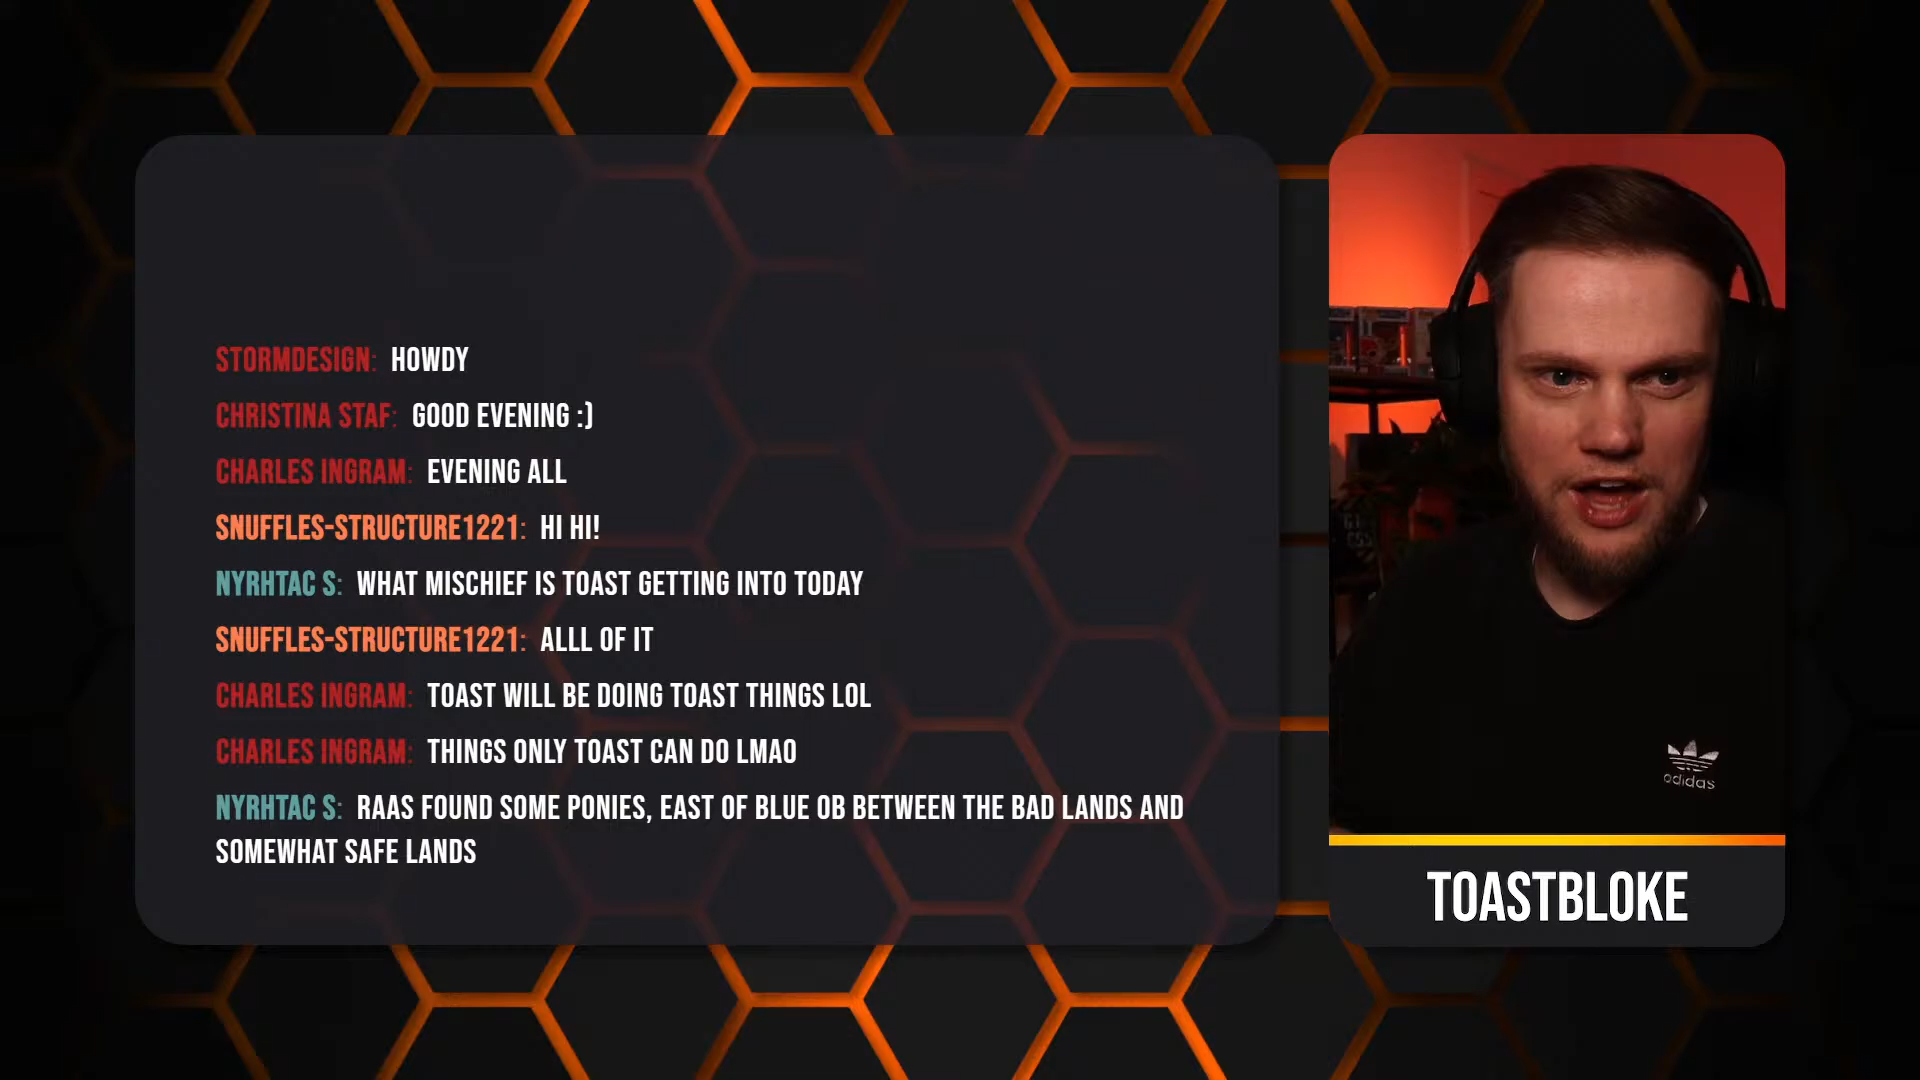 STORMDESIGN: HOWDY
CHRISTINA STAF: GOOD EVENING :)
CHARLES INGRAM: EVENING ALL
SNUFFLES-STRUCTURE1221: HI HI!
NYRHTAC S: WHAT MISCHIEF IS TOAST GETTING INTO TODAY
SNUFFLES-STRUCTURE1221: ALLL OF IT
CHARLES INGRAM: TOAST WILL BE DOING TOAST THINGS LOL
CHARLES INGRAM: THINGS ONLY TOAST CAN DO LMAO
NYRHTAC S: RAAS FOUND SOME PONIES, EAST OF BLUE OB BETWEEN THE BAD LANDS AND
SOMEWHAT SAFE LANDS
adidas
TOASTBLOKE